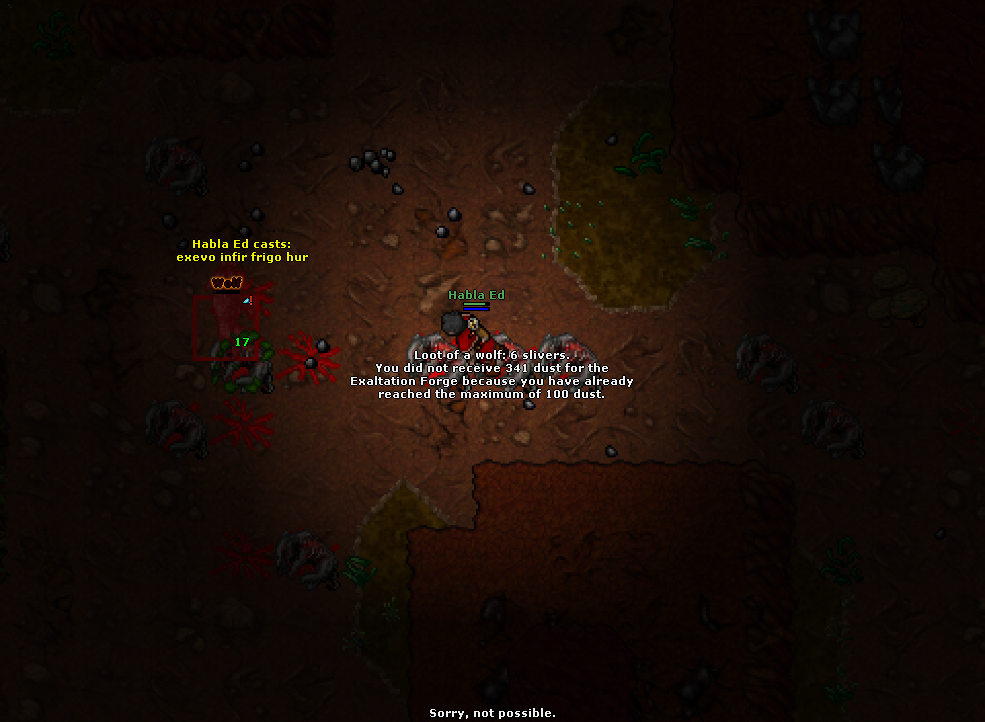 Habla Ed casts:
exevo infir frigo hur
Wolf
17
Habla Ed
Loot of a wolf: 6 slivers.
You did not receive 341 dust for the
Exaltation Forge because you have already
reached the maximum of 100 dust.
Sorry, not possible.